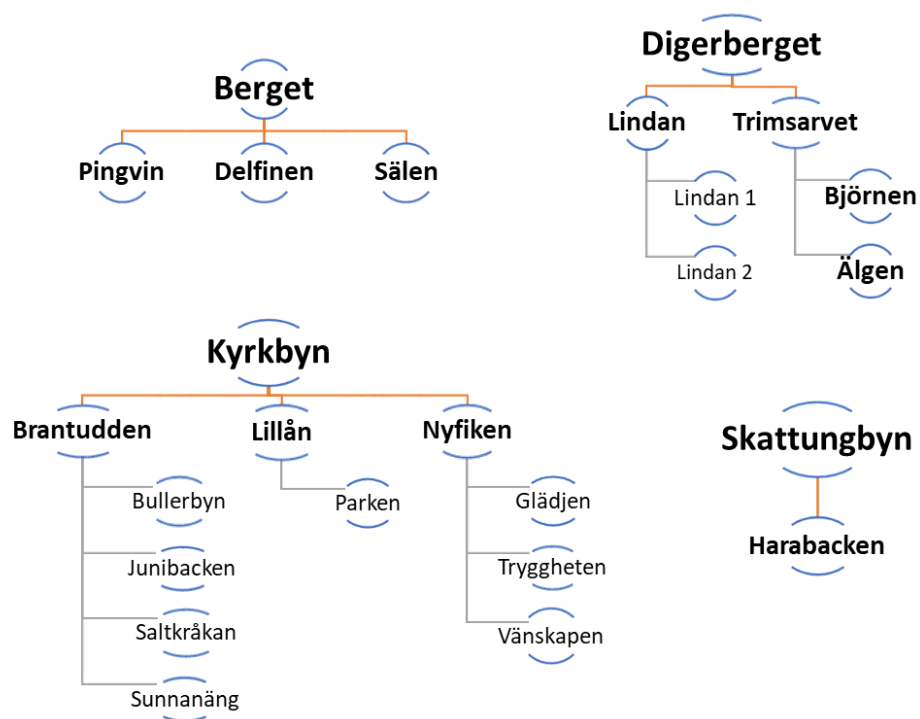 Berget
Pingvin
Delfinen
Sälen
Digerberget
Lindan
Trimsarvet
Lindan 1
Björnen
Lindan 2
Älgen
Kyrkbyn
Brantudden
Lillån
Nyfiken
Bullerbyn
Parken
Glädjen
Junibacken
Tryggheten
Saltkråkan
Vänskapen
Sunnanäng
Skattungbyn
Harabacken